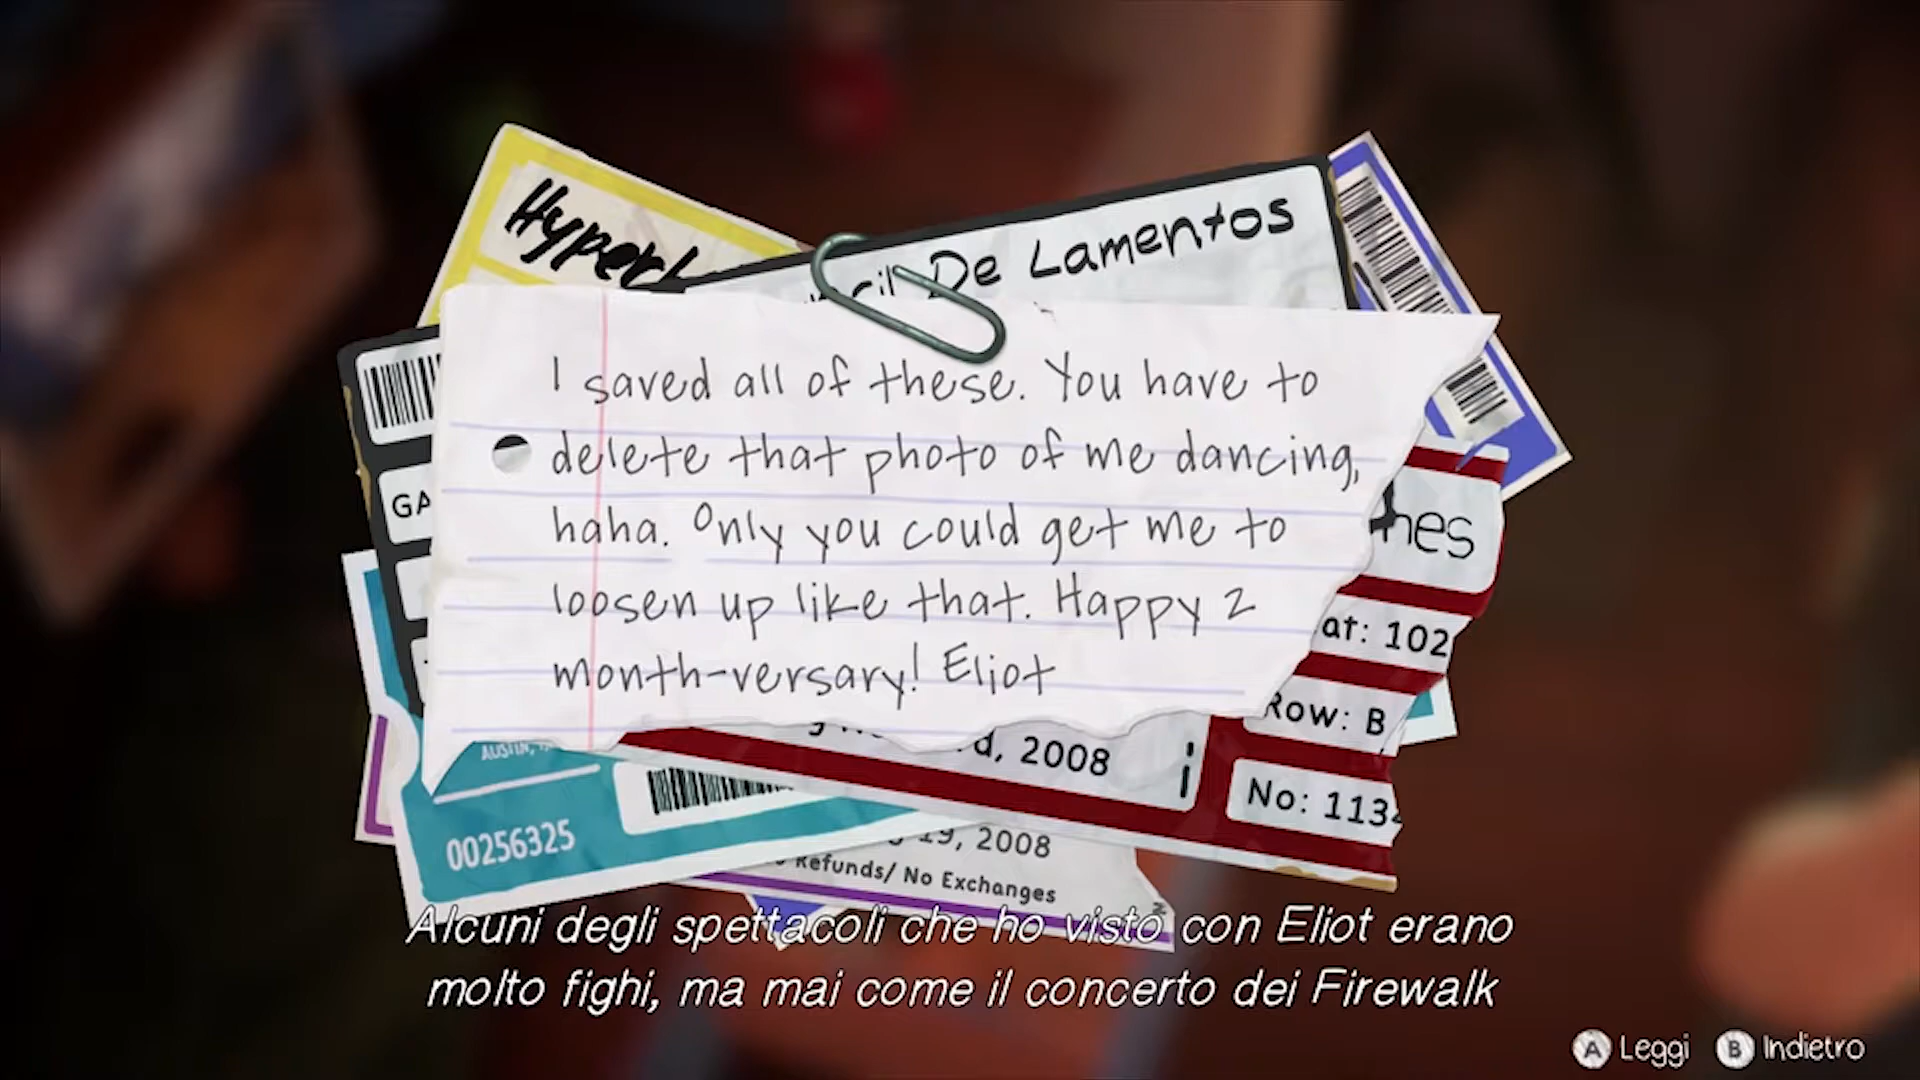 De Lamentos
I saved all of these. You have to
delete that photo of me dancing,
haha. Only you could get me to
loosen up like that. Happy 2
month-versary! Eliot
102
Row: B
2008
No: 113
00256325
19, 2008
Refunds/ No Exchanges
Alcuni degli spettacoli che ho visto con Eliot erano
molto fighi, ma mai come il concerto dei Firewalk
A Leggi B Indietro